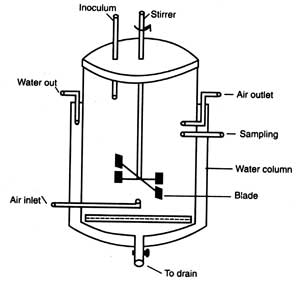 Inoculum
Stirrer
Water out
Air outlet
Sampling
Water column
Blade
Air inlet
To drain